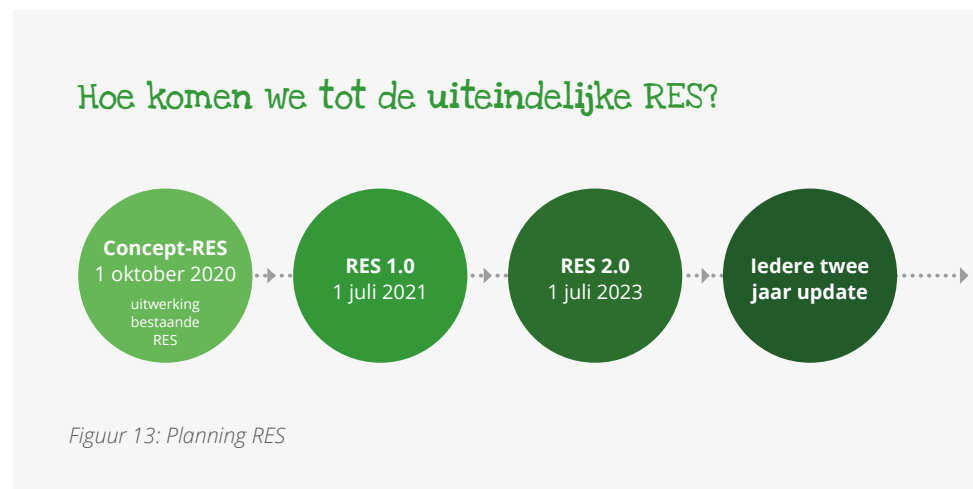 Hoe komen we tot de uiteindelijke RES?
Concept-RES
1 oktober 2020
uitwerking
bestaande
RES
RES 1.0
1 juli 2021
RES 2.0
1 juli 2023
Iedere twee
jaar update
Figuur 13: Planning RES